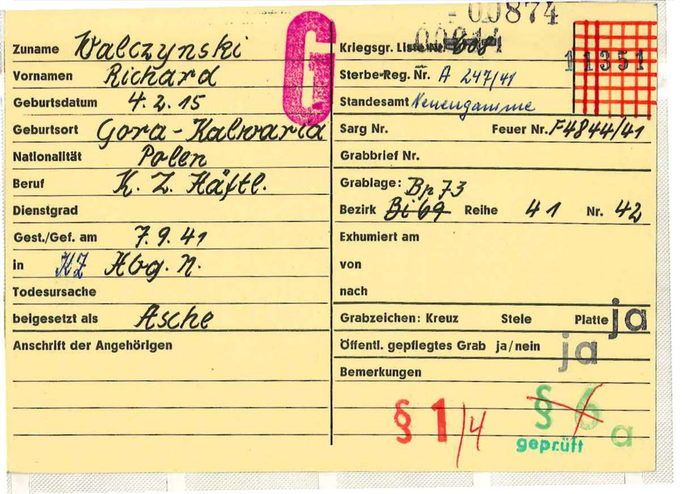 - 00874
G
Zuname Walczynski
Vornamen Richard
Geburtsdatum 4.2.15
Geburtsort Gora-Kalwaria
Nationalität Polen
Beruf K. Z. Häftl.
Dienstgrad
Gest./Gef. am 7.9.41
in KZ Hbg. N.
Todesursache
beigesetzt als Asche
Anschrift der Angehörigen
Kriegsgr. Liste Nr.
11351
Sterbe-Reg. Nr. A 247/41
Standesamt Neuengamme
Sarg Nr. Feuer Nr. F4844/41
Grabbrief Nr.
Grablage: Bp 73
Bezirk Bi 69 Reihe 41 Nr. 42
Exhumiert am
von
nach
Grabzeichen: Kreuz Stele Platte ja
Öffentl. gepflegtes Grab ja/nein ja
Bemerkungen
§ 1/4 § 6 a
geprüft